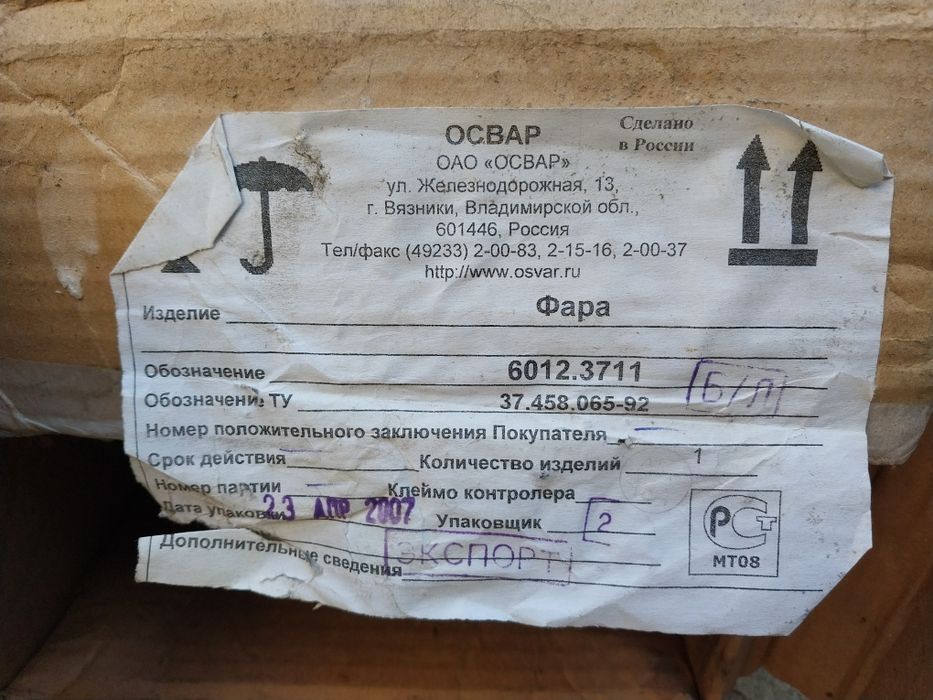 ОСВАР
Сделано
в России
ОАО «ОСВАР»
ул. Железнодорожная, 13,
г. Вязники, Владимирской обл.,
601446, Россия
Тел/факс (49233) 2-00-83, 2-15-16, 2-00-37
http://www.osvar.ru
Изделие Фара
Обозначение 6012.3711
Б/Л
Обозначение ТУ 37.458.065-92
Номер положительного заключения Покупателя
Срок действия Количество изделий 1
Номер партии Клеймо контролера
Дата упаковки 23 АПР 2007 Упаковщик 2
Дополнительные сведения ЭКСПОРТ
РСТ
МТ08